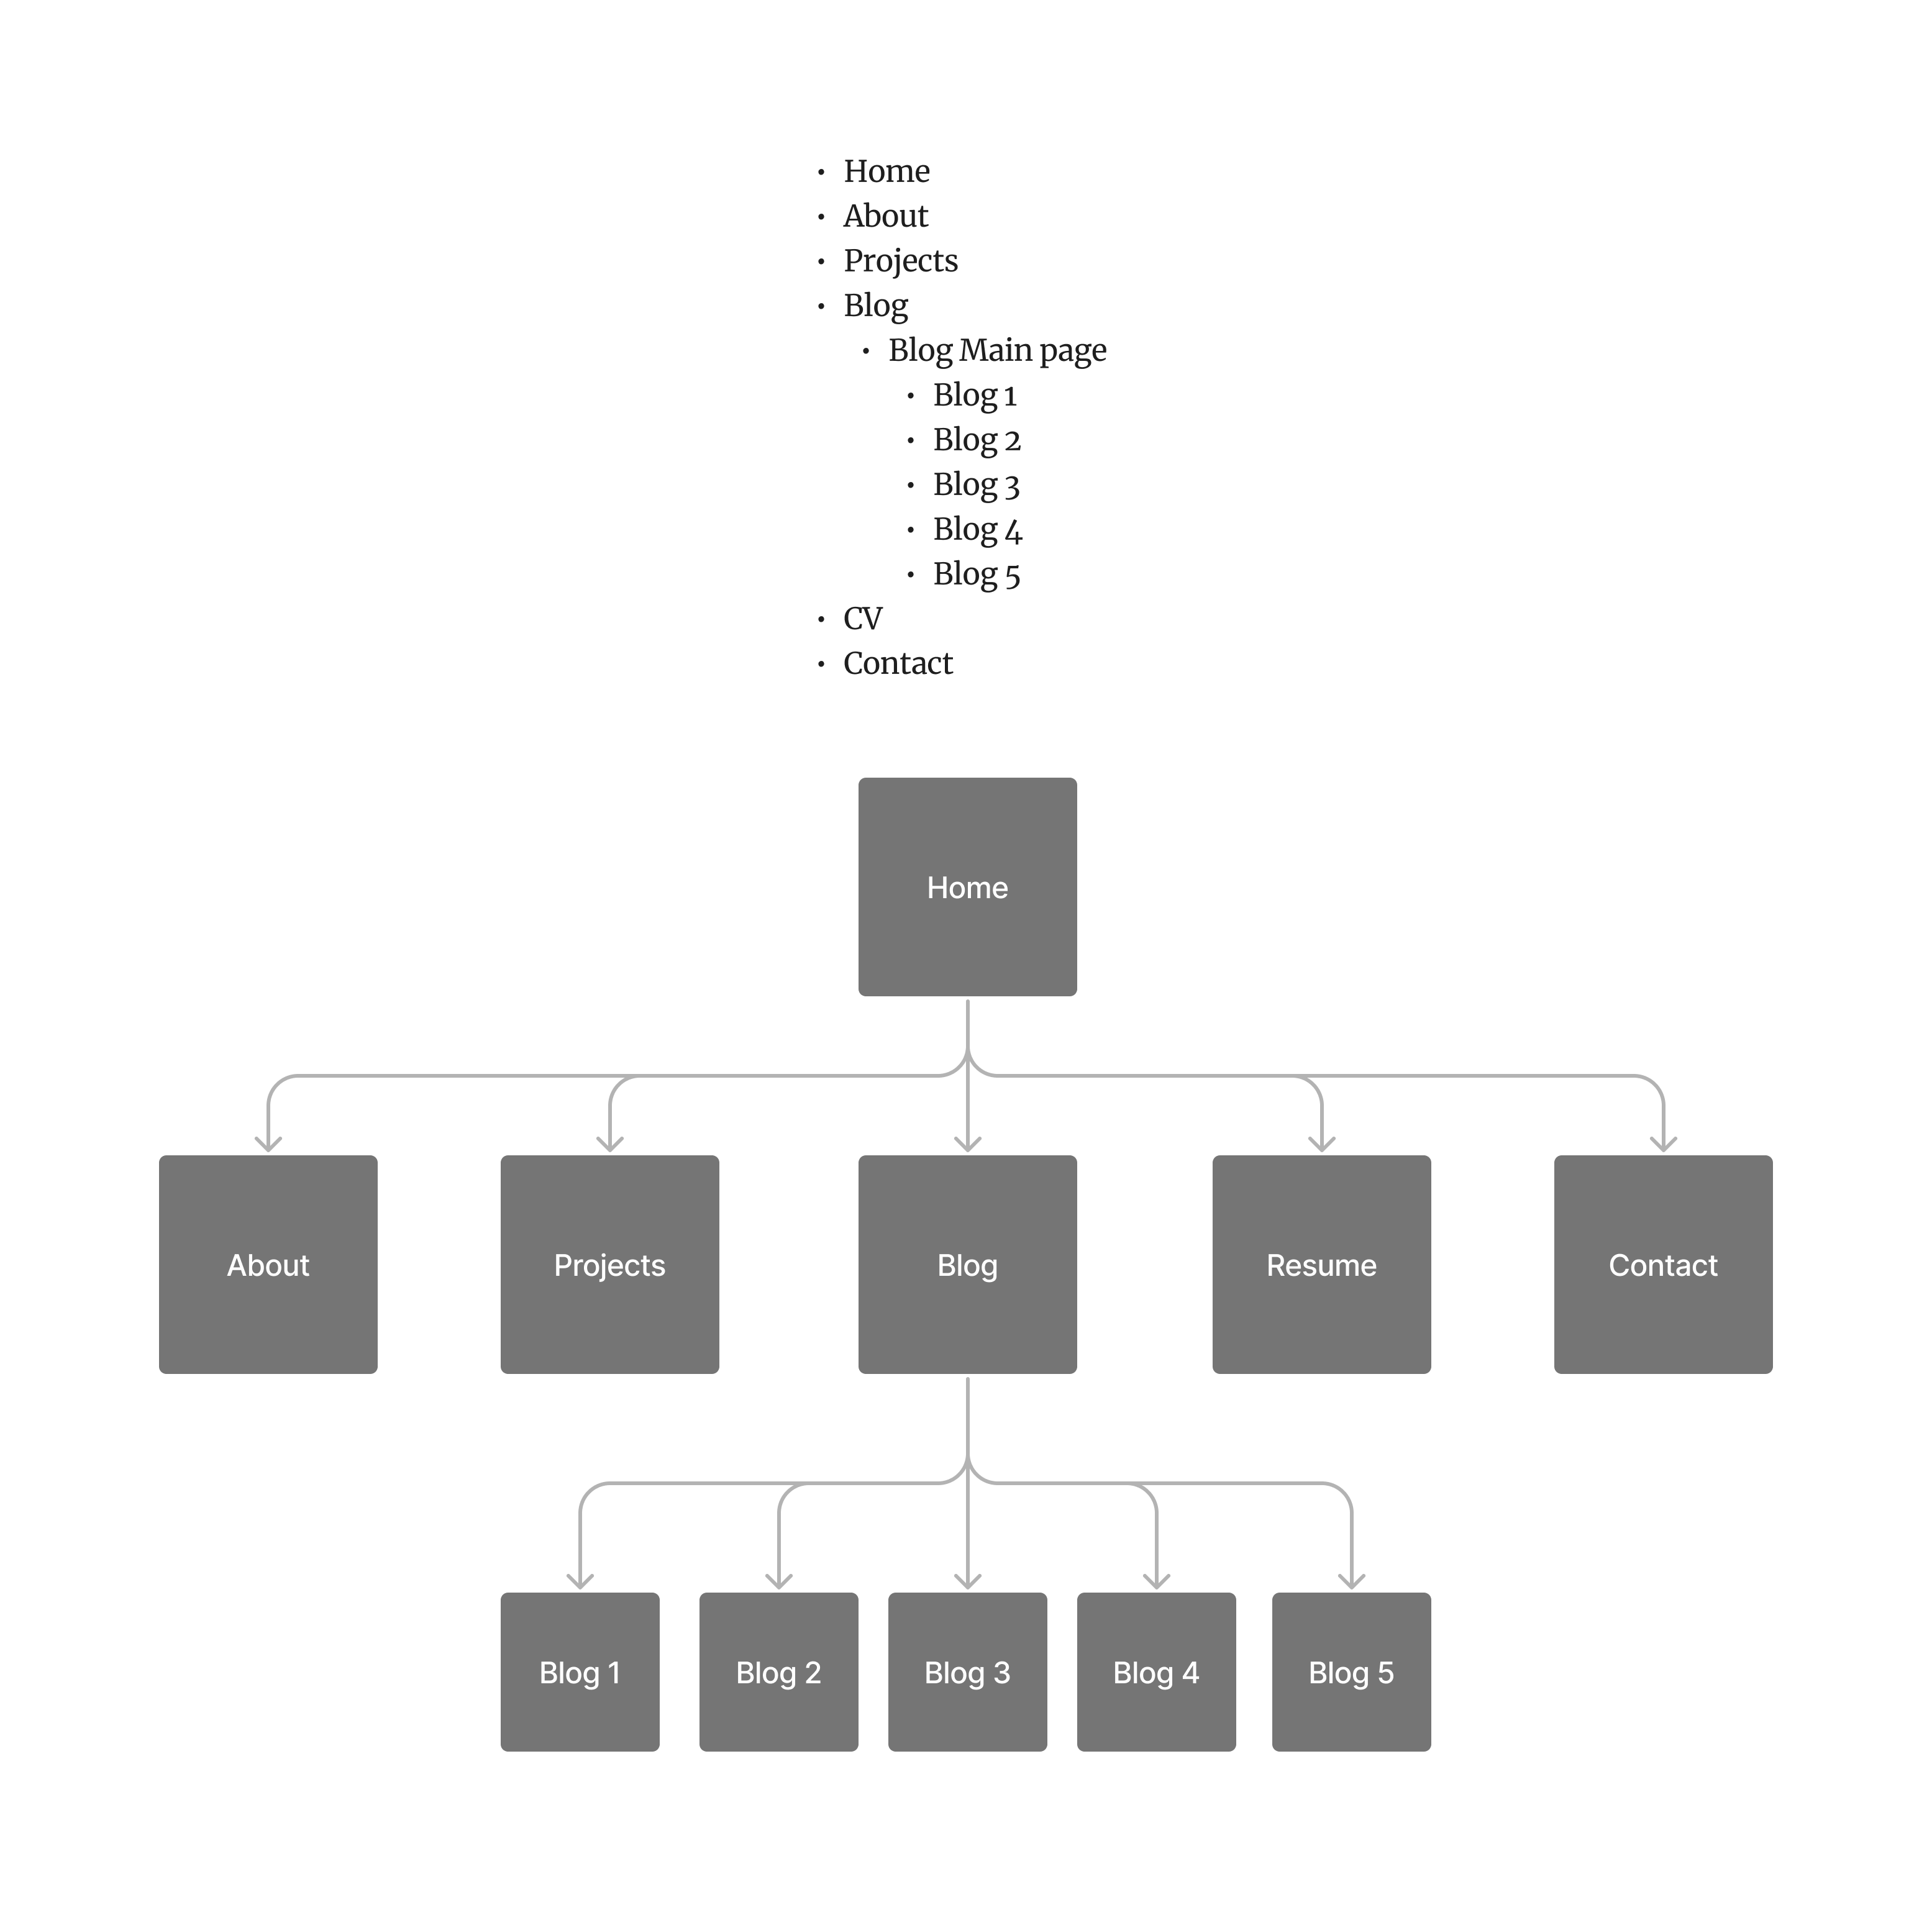 • Home
• About
• Projects
• Blog
• Blog Main page
• Blog 1
• Blog 2
• Blog 3
• Blog 4
• Blog 5
• CV
• Contact
Home
About
Projects
Blog
Resume
Contact
Blog 1
Blog 2
Blog 3
Blog 4
Blog 5